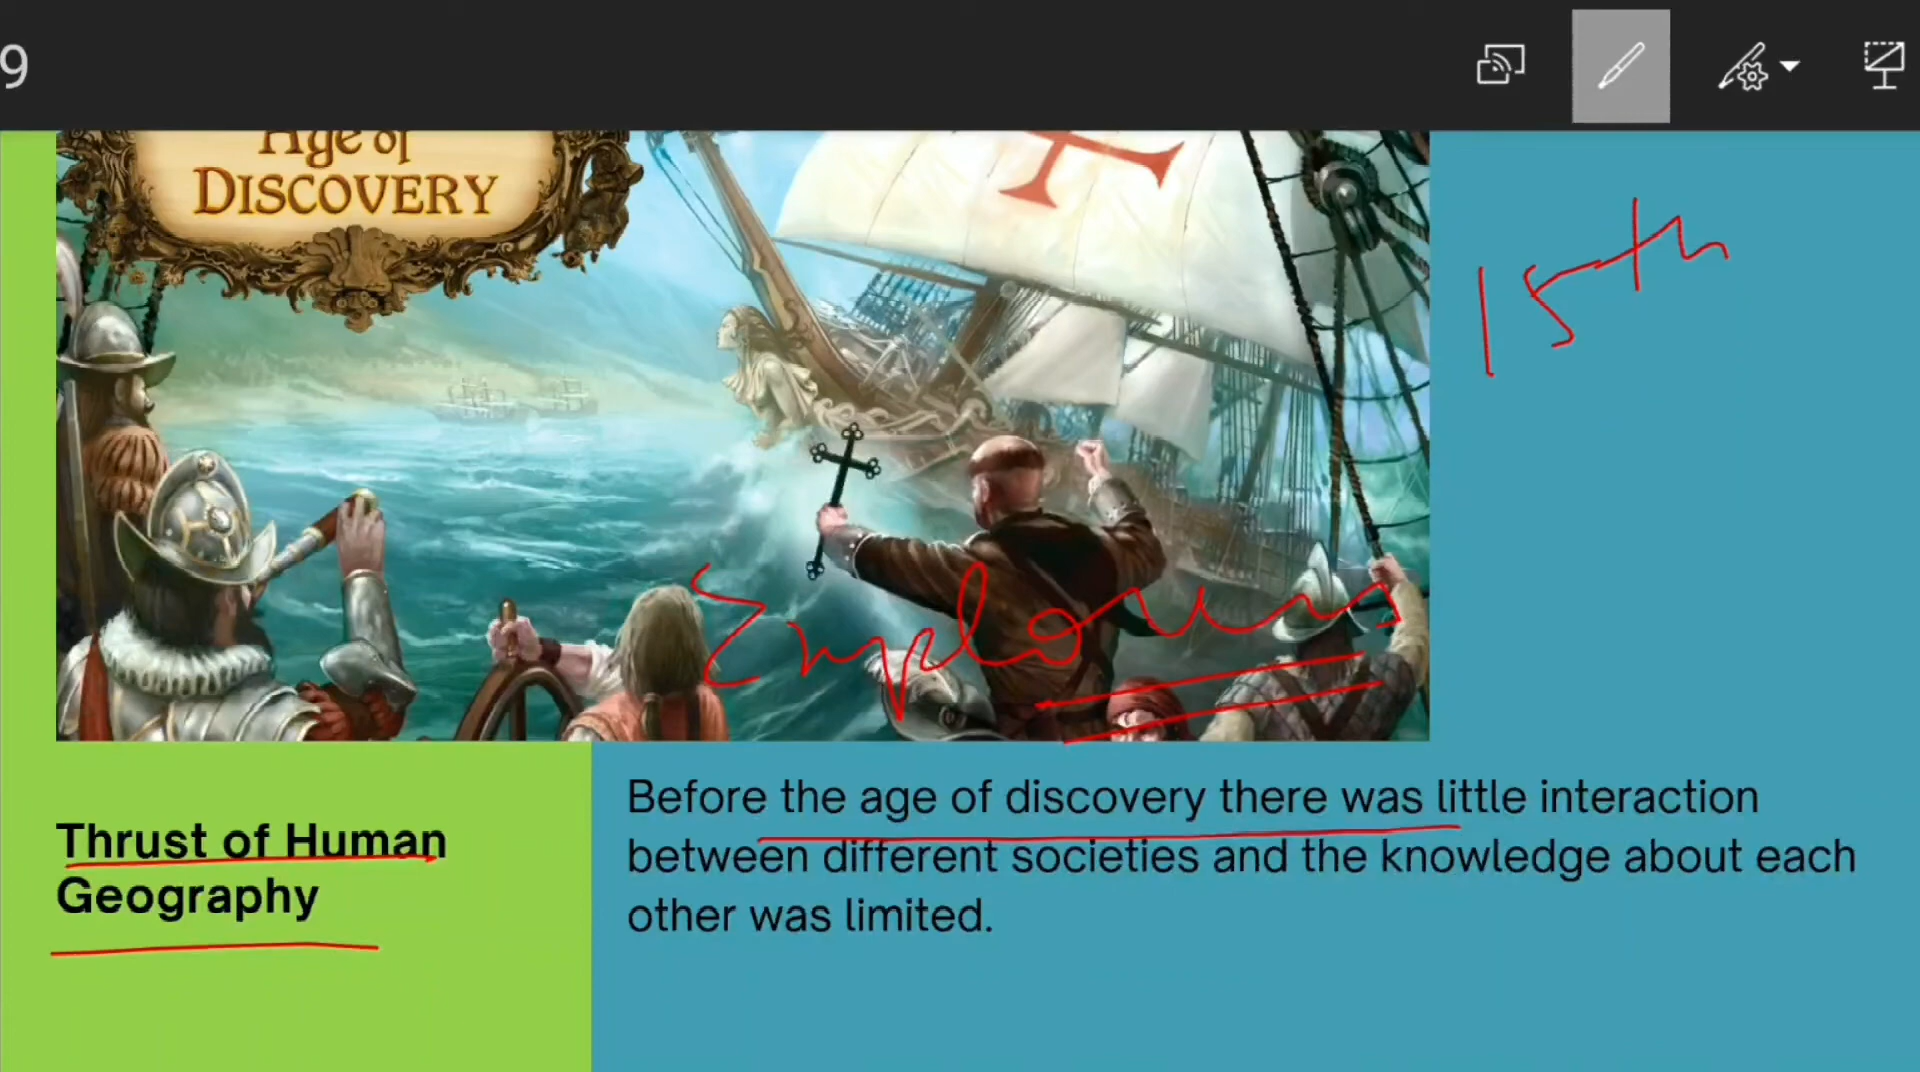 9
Age of
DISCOVERY
15th
Explorers
Thrust of Human
Geography
Before the age of discovery there was little interaction
between different societies and the knowledge about each
other was limited.